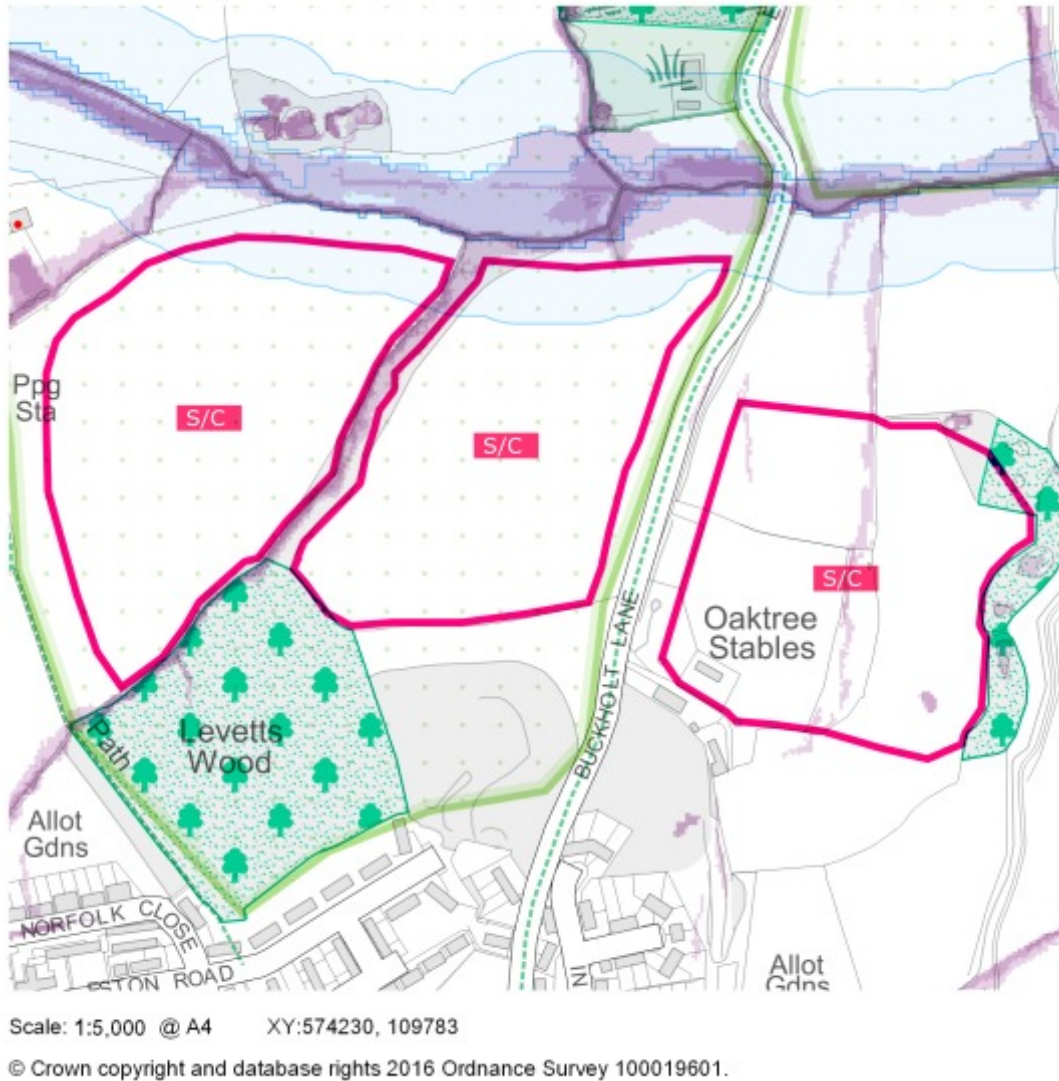 Ppg
Sta
S/C
S/C
S/C
Oaktree
Stables
BUCKHOLT LANE
Levetts
Wood
Path
Allot
Gdns
NORFOLK CLOSE
ROAD
Allot
Gdns
Scale: 1:5,000 @ A4 XY:574230, 109783
© Crown copyright and database rights 2016 Ordnance Survey 100019601.